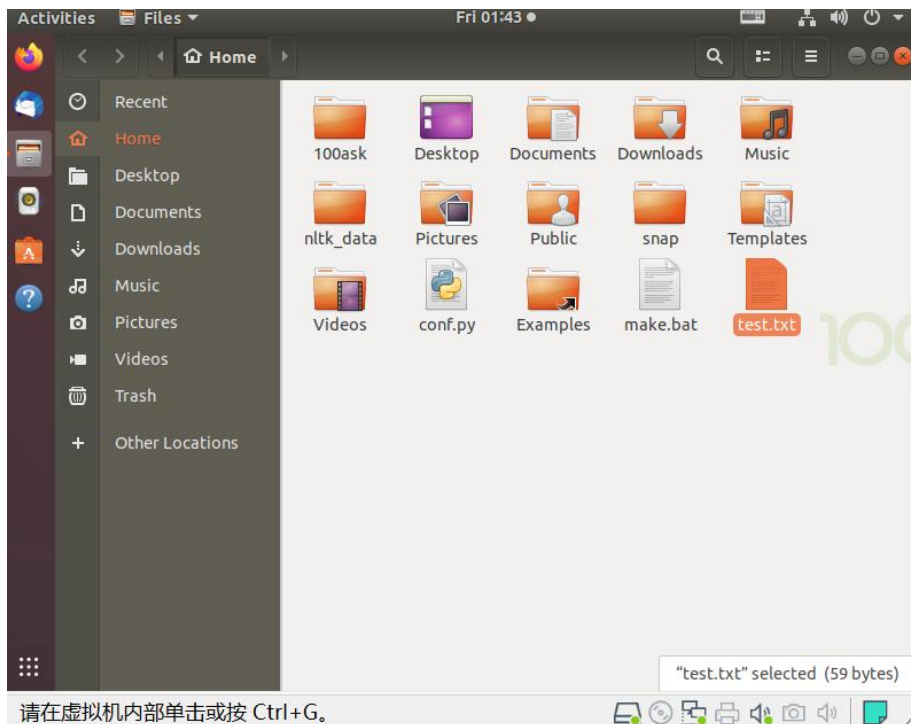 Activities Files Fri 01:43
Home
Recent
Home
Desktop
Documents
Downloads
Music
Pictures
Videos
Trash
Other Locations
100ask Desktop Documents Downloads Music
nltk_data Pictures Public snap Templates
Videos conf.py Examples make.bat test.txt
100
“test.txt” selected (59 bytes)
请在虚拟机内部单击或按 Ctrl+G。